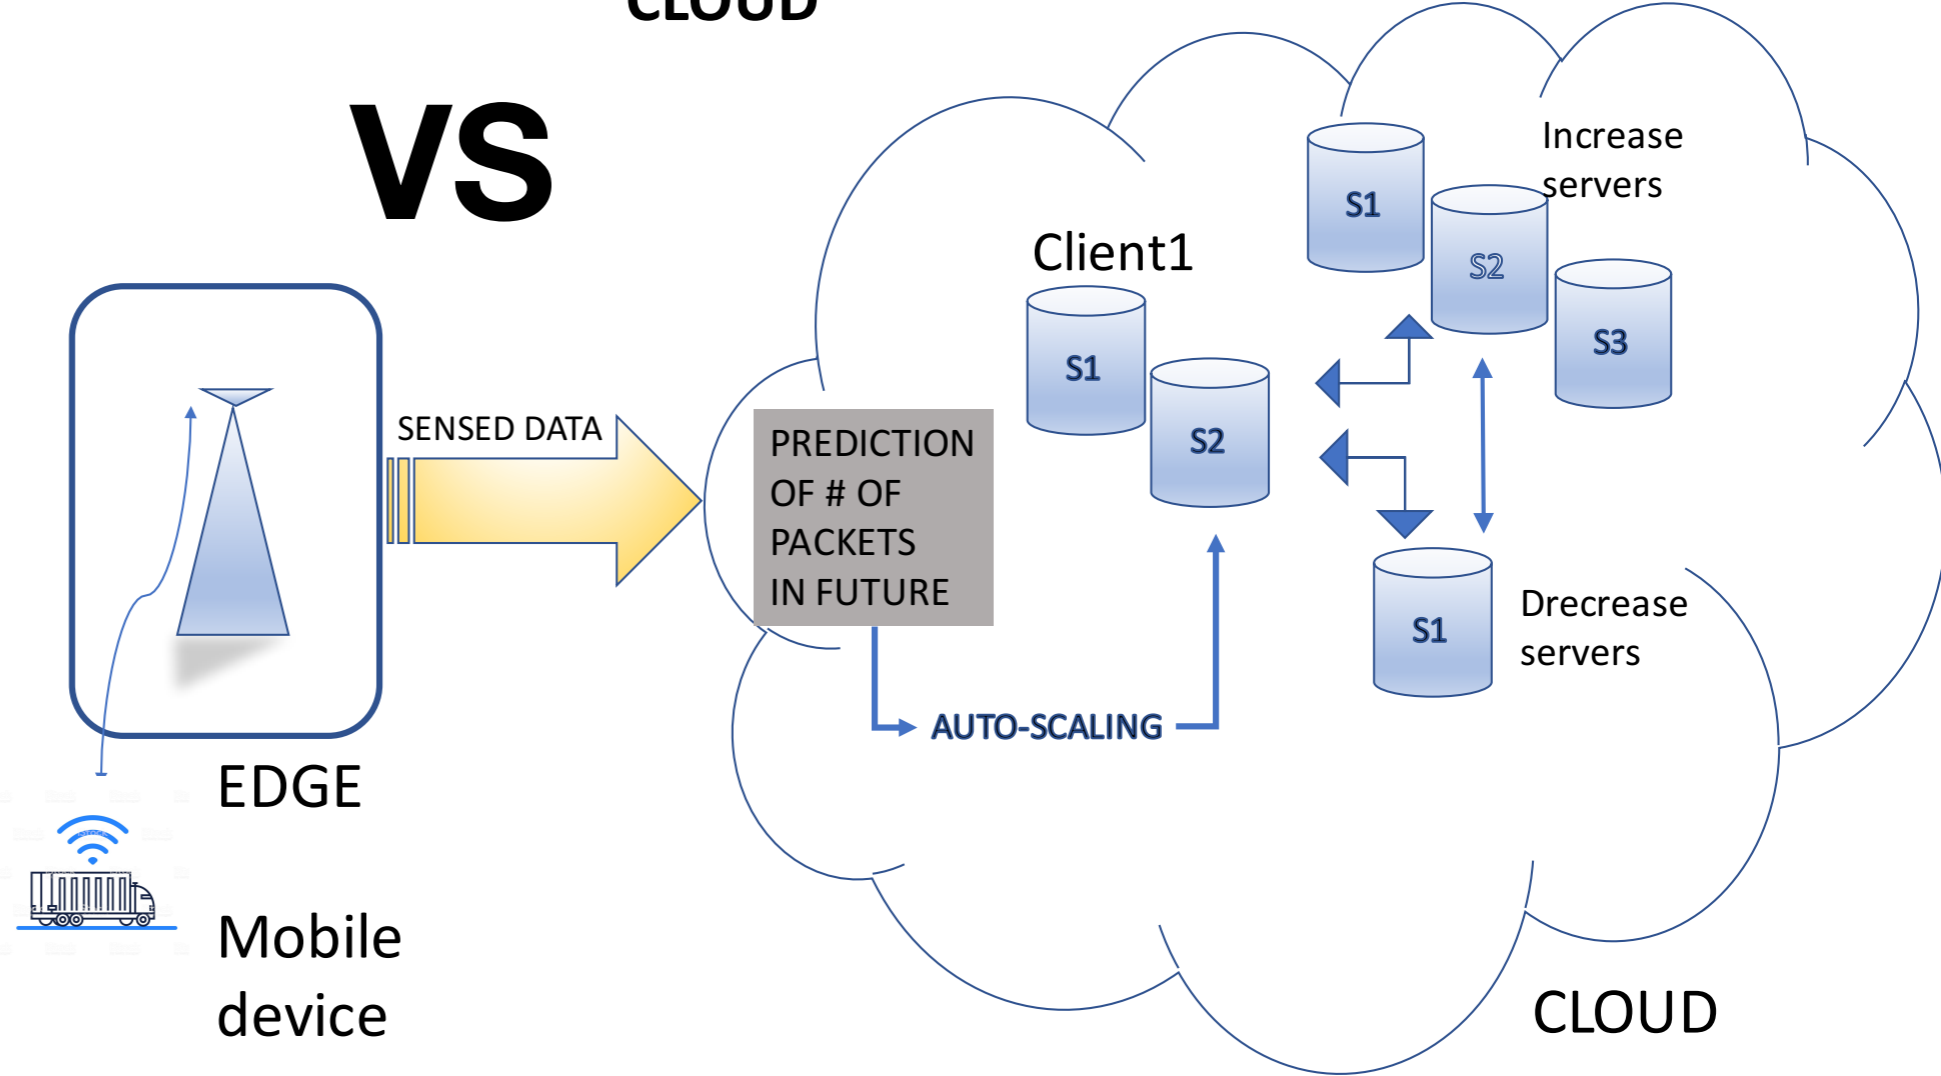 CLOUD
VS
Increase
servers
S1
S2
S3
Client1
S1
S2
SENSED DATA
PREDICTION
OF # OF
PACKETS
IN FUTURE
S1
Drecrease
servers
AUTO-SCALING
EDGE
Mobile
device
CLOUD